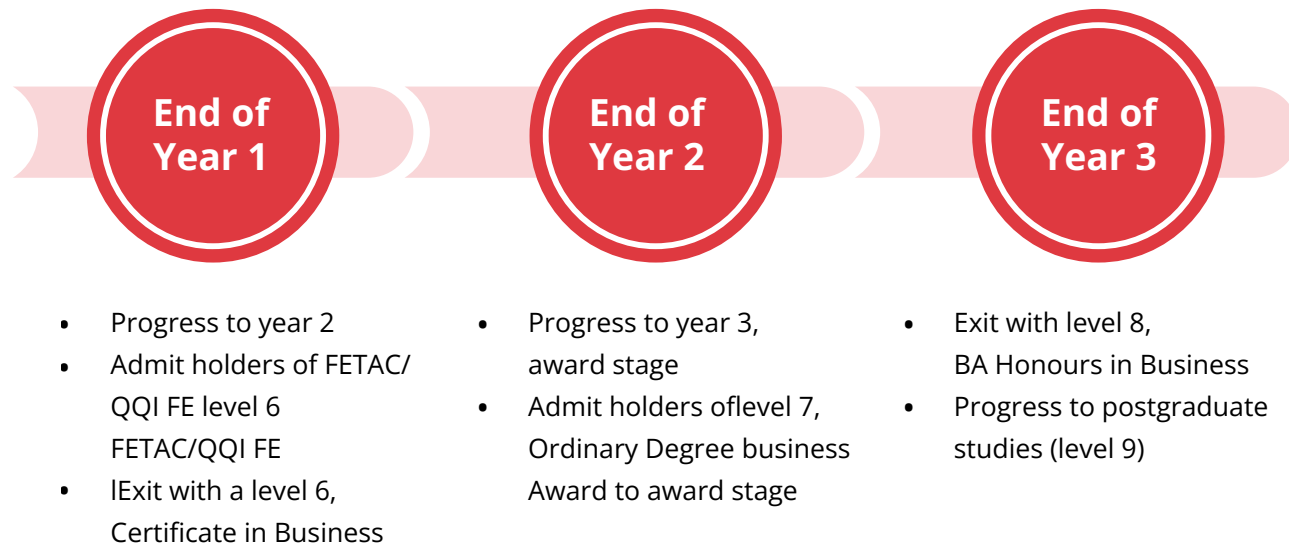 End of
Year 1
• Progress to year 2
• Admit holders of FETAC/
QQI FE level 6
FETAC/QQI FE
• lExit with a level 6,
Certificate in Business
End of
Year 2
• Progress to year 3,
award stage
• Admit holders oflevel 7,
Ordinary Degree business
Award to award stage
End of
Year 3
• Exit with level 8,
BA Honours in Business
• Progress to postgraduate
studies (level 9)